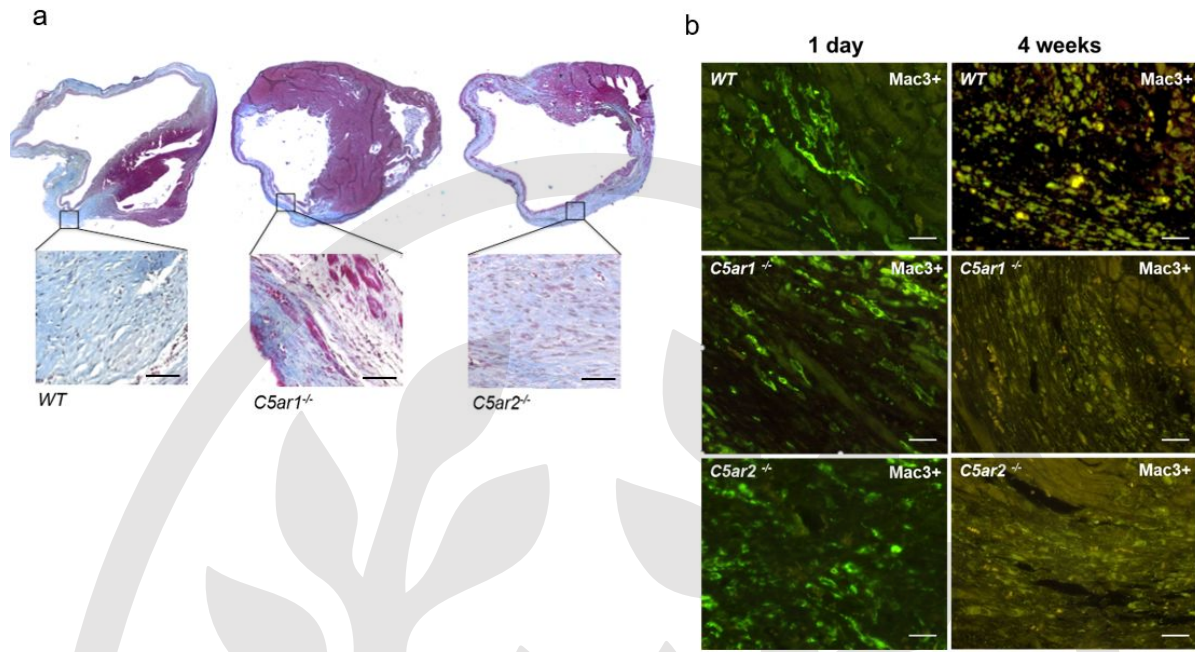 a
WT
C5ar1-/-
C5ar2-/-
b
1 day
4 weeks
WT
Mac3+
WT
Mac3+
C5ar1 -/-
Mac3+
C5ar1 -/-
Mac3+
C5ar2 -/-
Mac3+
C5ar2 -/-
Mac3+